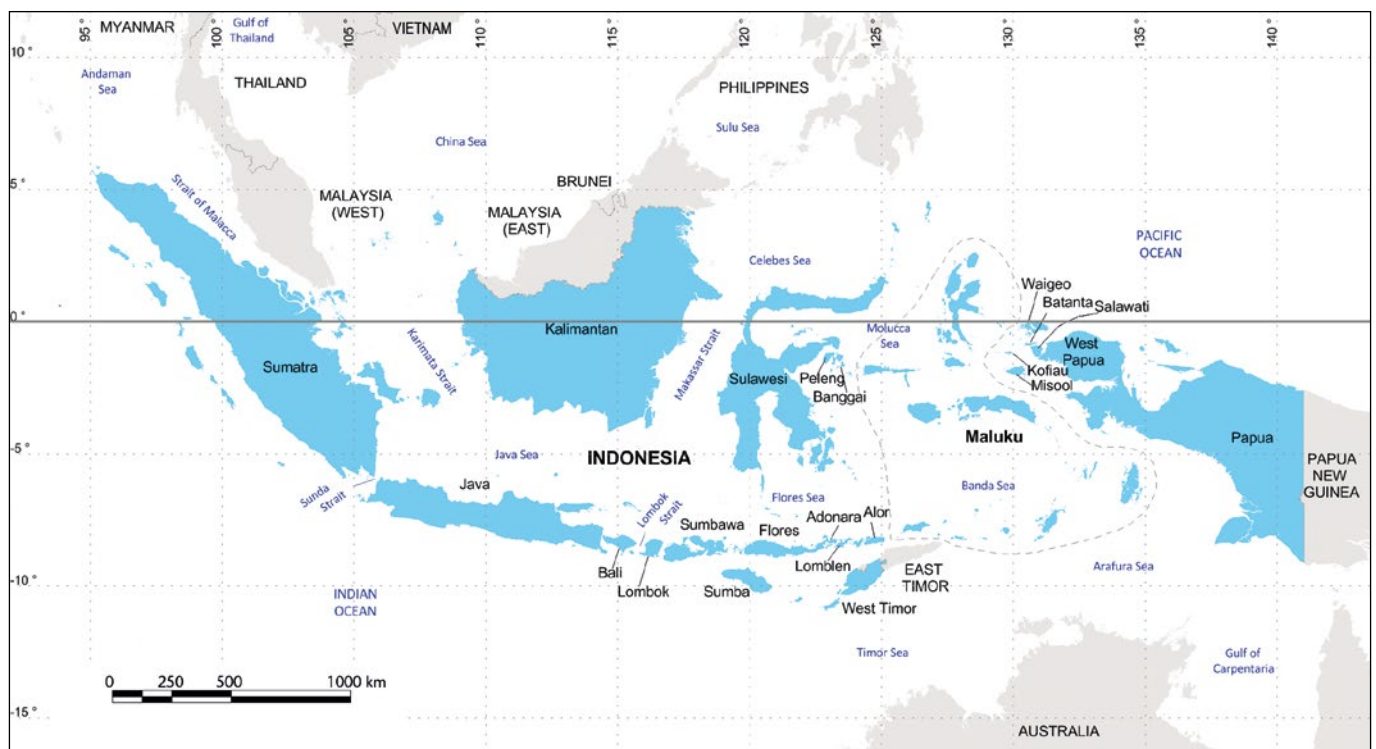 95°
100°
105°
110°
115°
120°
125°
130°
135°
140°
MYANMAR
Gulf of
Thailand
VIETNAM
10°
Andaman
Sea
THAILAND
PHILIPPINES
China Sea
Sulu Sea
5°
Strait of Malacca
MALAYSIA
(WEST)
BRUNEI
MALAYSIA
(EAST)
PACIFIC
OCEAN
Celebes Sea
Waigeo
Batanta
Salawati
0°
Kalimantan
Karimata Strait
Makassar Strait
Molucca
Sea
West
Papua
Sumatra
Sulawesi
Peleng
Banggai
Kofiau
Misool
-5°
INDONESIA
Maluku
Papua
Java Sea
PAPUA
NEW
GUINEA
Sunda
Strait
Java
Lombok
Strait
Flores Sea
Banda Sea
Sumbawa
Flores
Adonara
Alor
Bali
Lombok
Sumba
Lomblen
EAST
TIMOR
Arafura Sea
-10°
INDIAN
OCEAN
West Timor
Timor Sea
Gulf of
Carpentaria
0 250 500 1000 km
-15°
AUSTRALIA